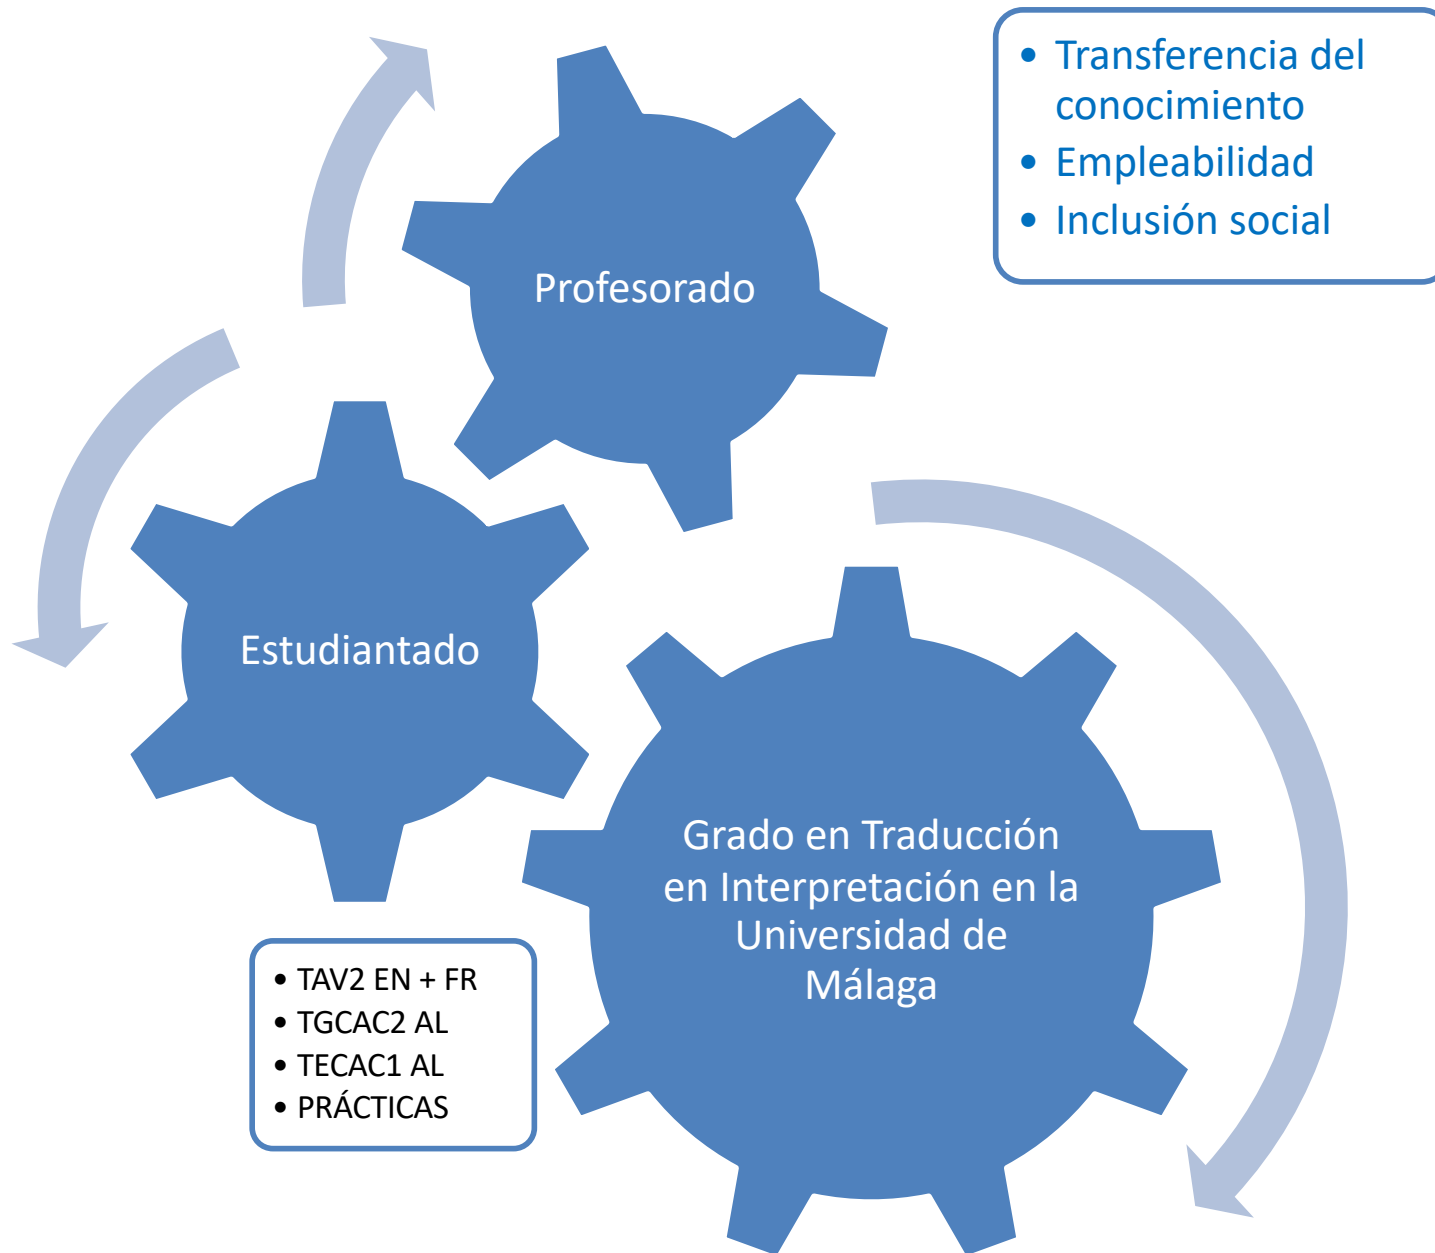 • Transferencia del
conocimiento
• Empleabilidad
• Inclusión social
Profesorado
Estudiantado
Grado en Traducción
en Interpretación en la
Universidad de
Málaga
• TAV2 EN + FR
• TGCAC2 AL
• TECAC1 AL
• PRÁCTICAS